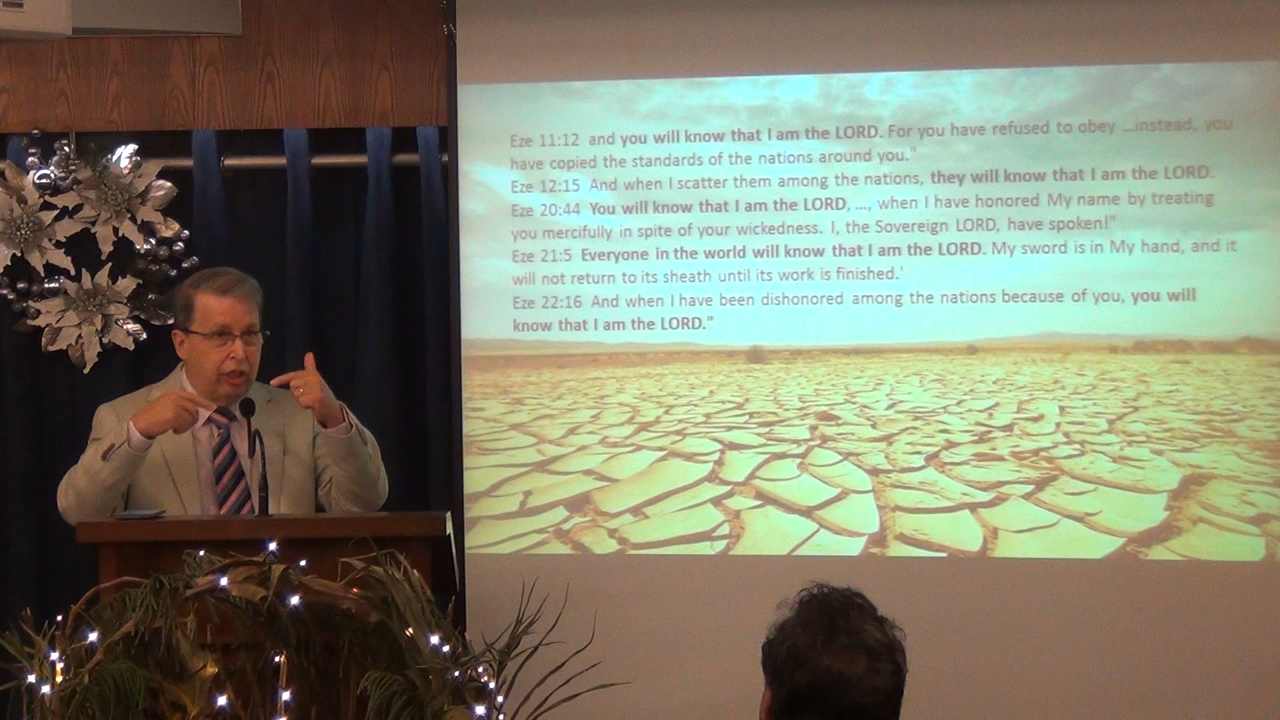 Eze 11:12 and you will know that I am the LORD. For you have refused to obey ...instead, you
have copied the standards of the nations around you."
Eze 12:15 And when I scatter them among the nations, they will know that I am the LORD.
Eze 20:44 You will know that I am the LORD, ..., when I have honored My name by treating
you mercifully in spite of your wickedness. I, the Sovereign LORD, have spoken!"
Eze 21:5 Everyone in the world will know that I am the LORD. My sword is in My hand, and it
will not return to its sheath until its work is finished.'
Eze 22:16 And when I have been dishonored among the nations because of you, you will
know that I am the LORD."